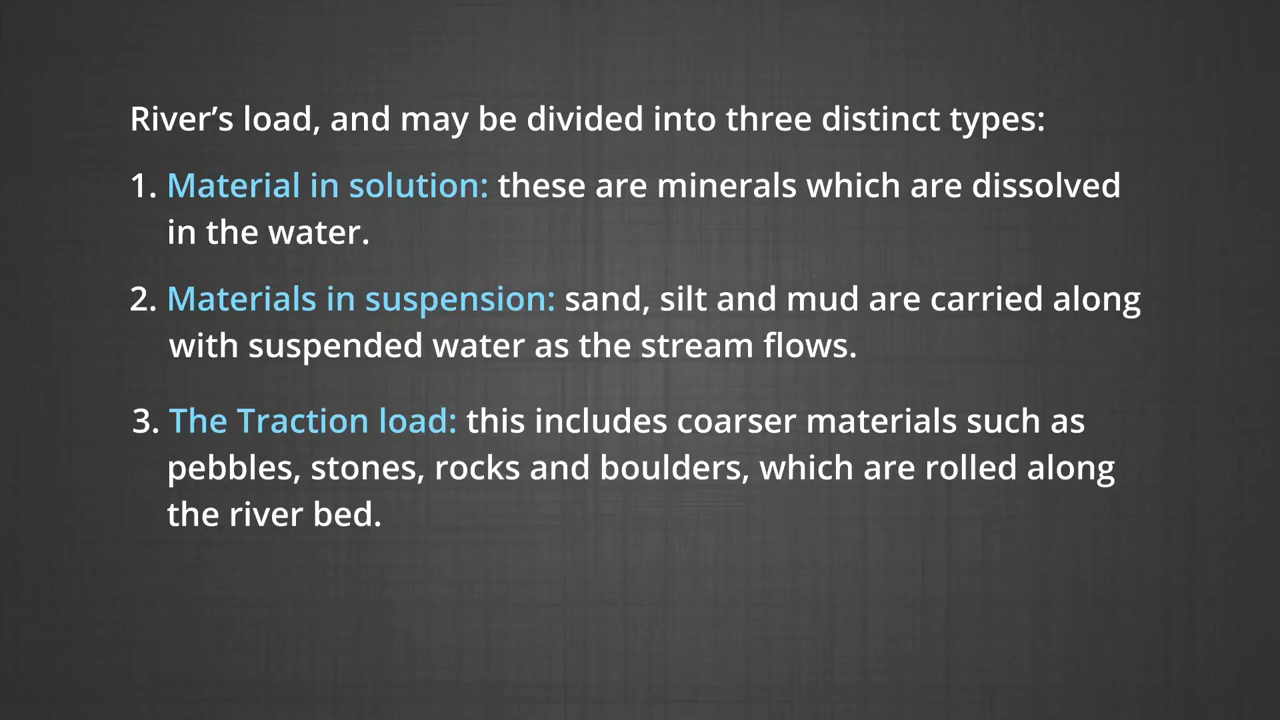 River’s load, and may be divided into three distinct types:
1. Material in solution: these are minerals which are dissolved
in the water.
2. Materials in suspension: sand, silt and mud are carried along
with suspended water as the stream flows.
3. The Traction load: this includes coarser materials such as
pebbles, stones, rocks and boulders, which are rolled along
the river bed.